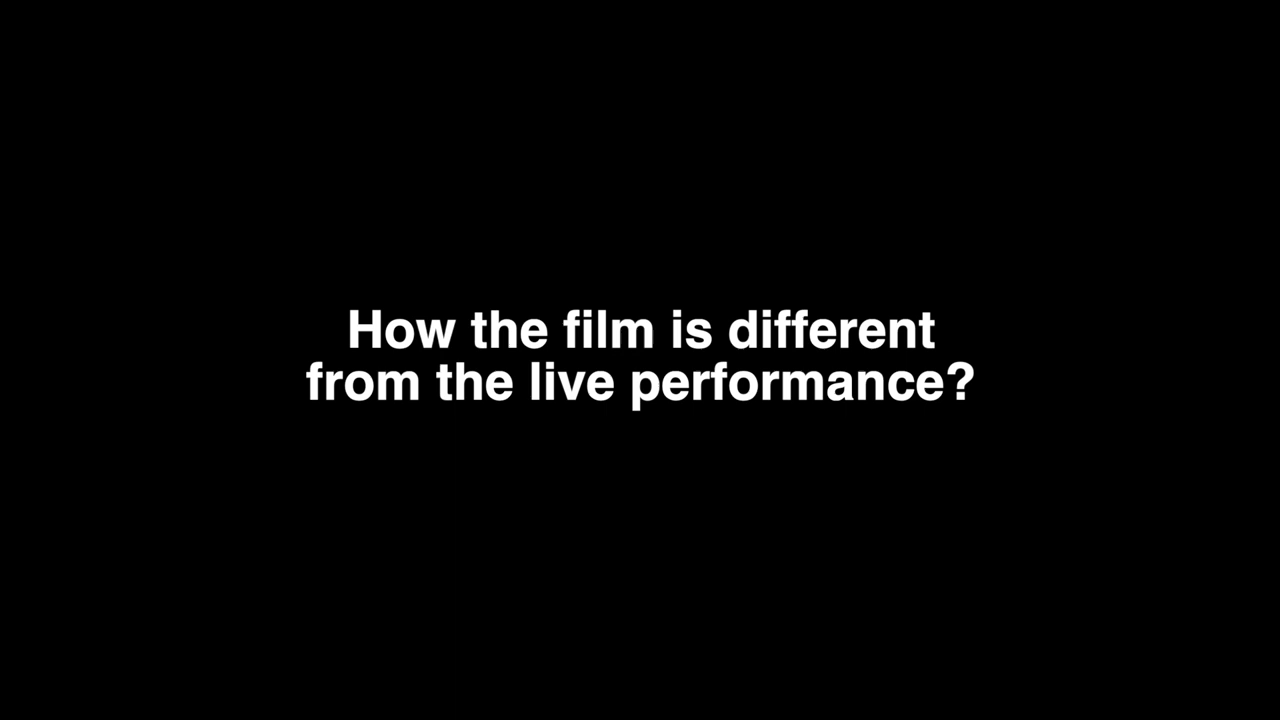 How the film is different
from the live performance?